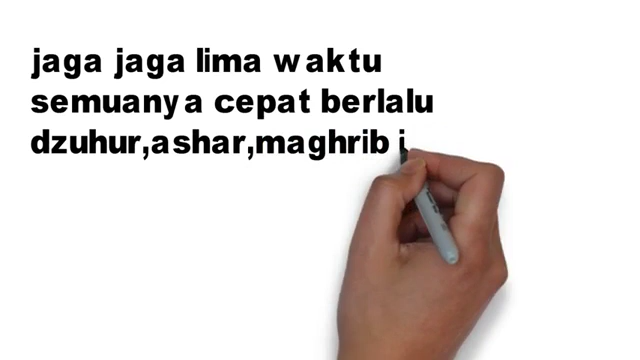 jaga jaga lima waktu
semuanya cepat berlalu
dzuhur,ashar,maghrib